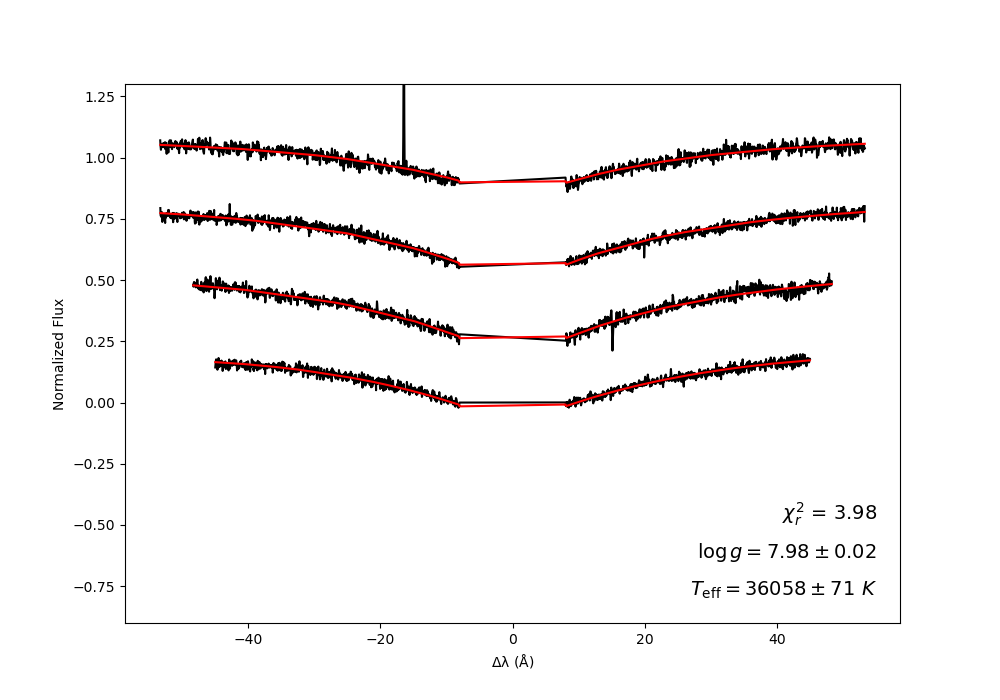 1.25
1.00
0.75
0.50
0.25
0.00
−0.25
−0.50
−0.75
Normalized Flux
χ²ᵣ = 3.98
log g = 7.98 ± 0.02
T_eff = 36058 ± 71 K
−40 −20 0 20 40
Δλ (Å)